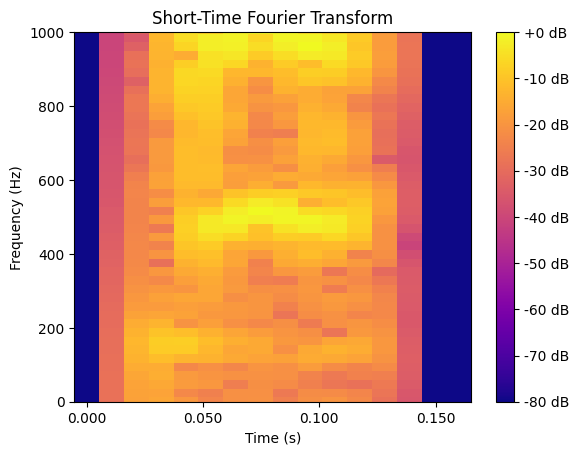 Short-Time Fourier Transform
1000
800
600
400
200
0
Frequency (Hz)
0.000
0.050
0.100
0.150
Time (s)
+0 dB
-10 dB
-20 dB
-30 dB
-40 dB
-50 dB
-60 dB
-70 dB
-80 dB